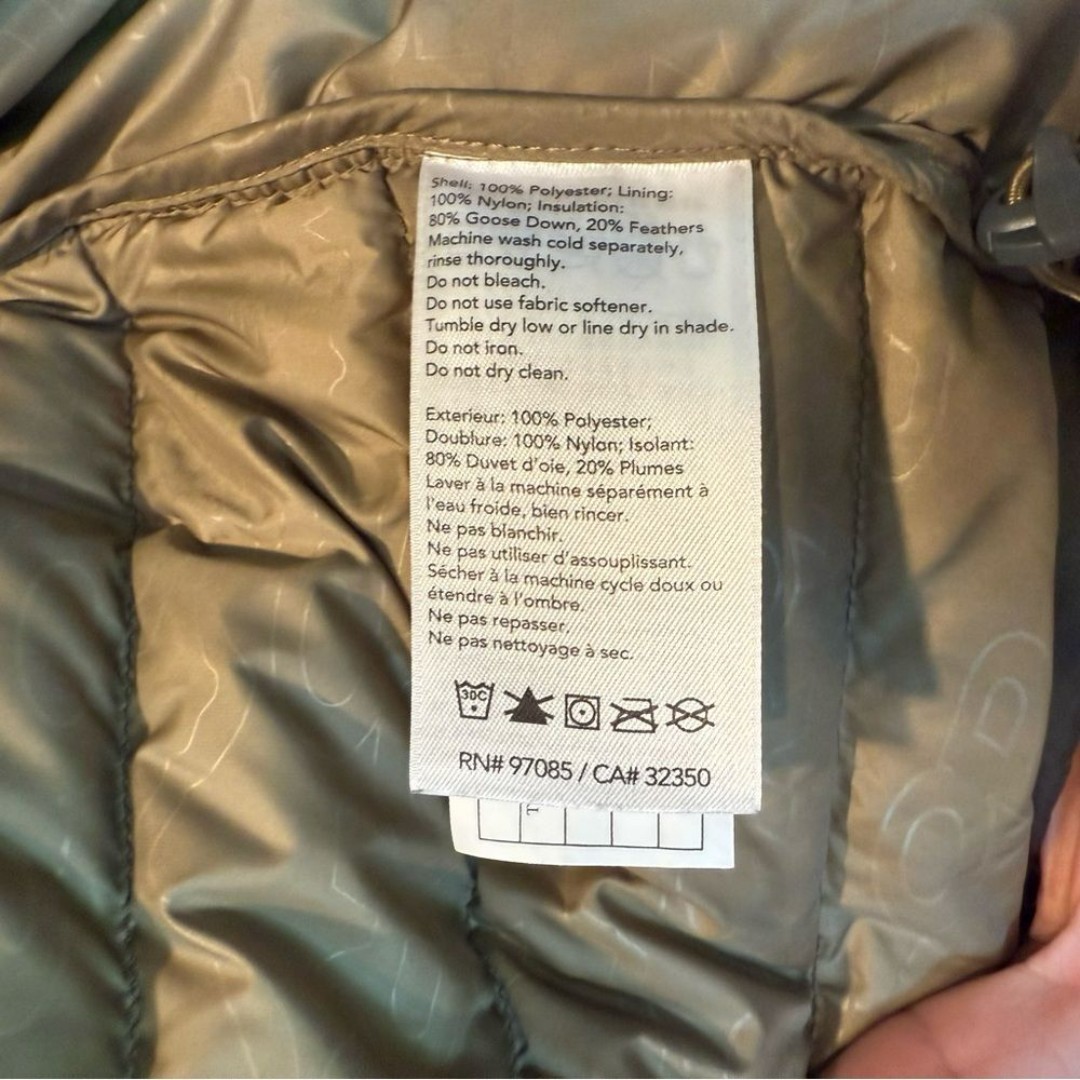 Shell: 100% Polyester; Lining:
100% Nylon; Insulation:
80% Goose Down, 20% Feathers
Machine wash cold separately,
rinse thoroughly.
Do not bleach.
Do not use fabric softener.
Tumble dry low or line dry in shade.
Do not iron.
Do not dry clean.
Exterieur: 100% Polyester;
Doublure: 100% Nylon; Isolant:
80% Duvet d'oie, 20% Plumes
Laver à la machine séparément à
l'eau froide, bien rincer.
Ne pas blanchir.
Ne pas utiliser d'assouplissant.
Sécher à la machine cycle doux ou
étendre à l'ombre.
Ne pas repasser.
Ne pas nettoyage à sec.
30C
RN# 97085 / CA# 32350